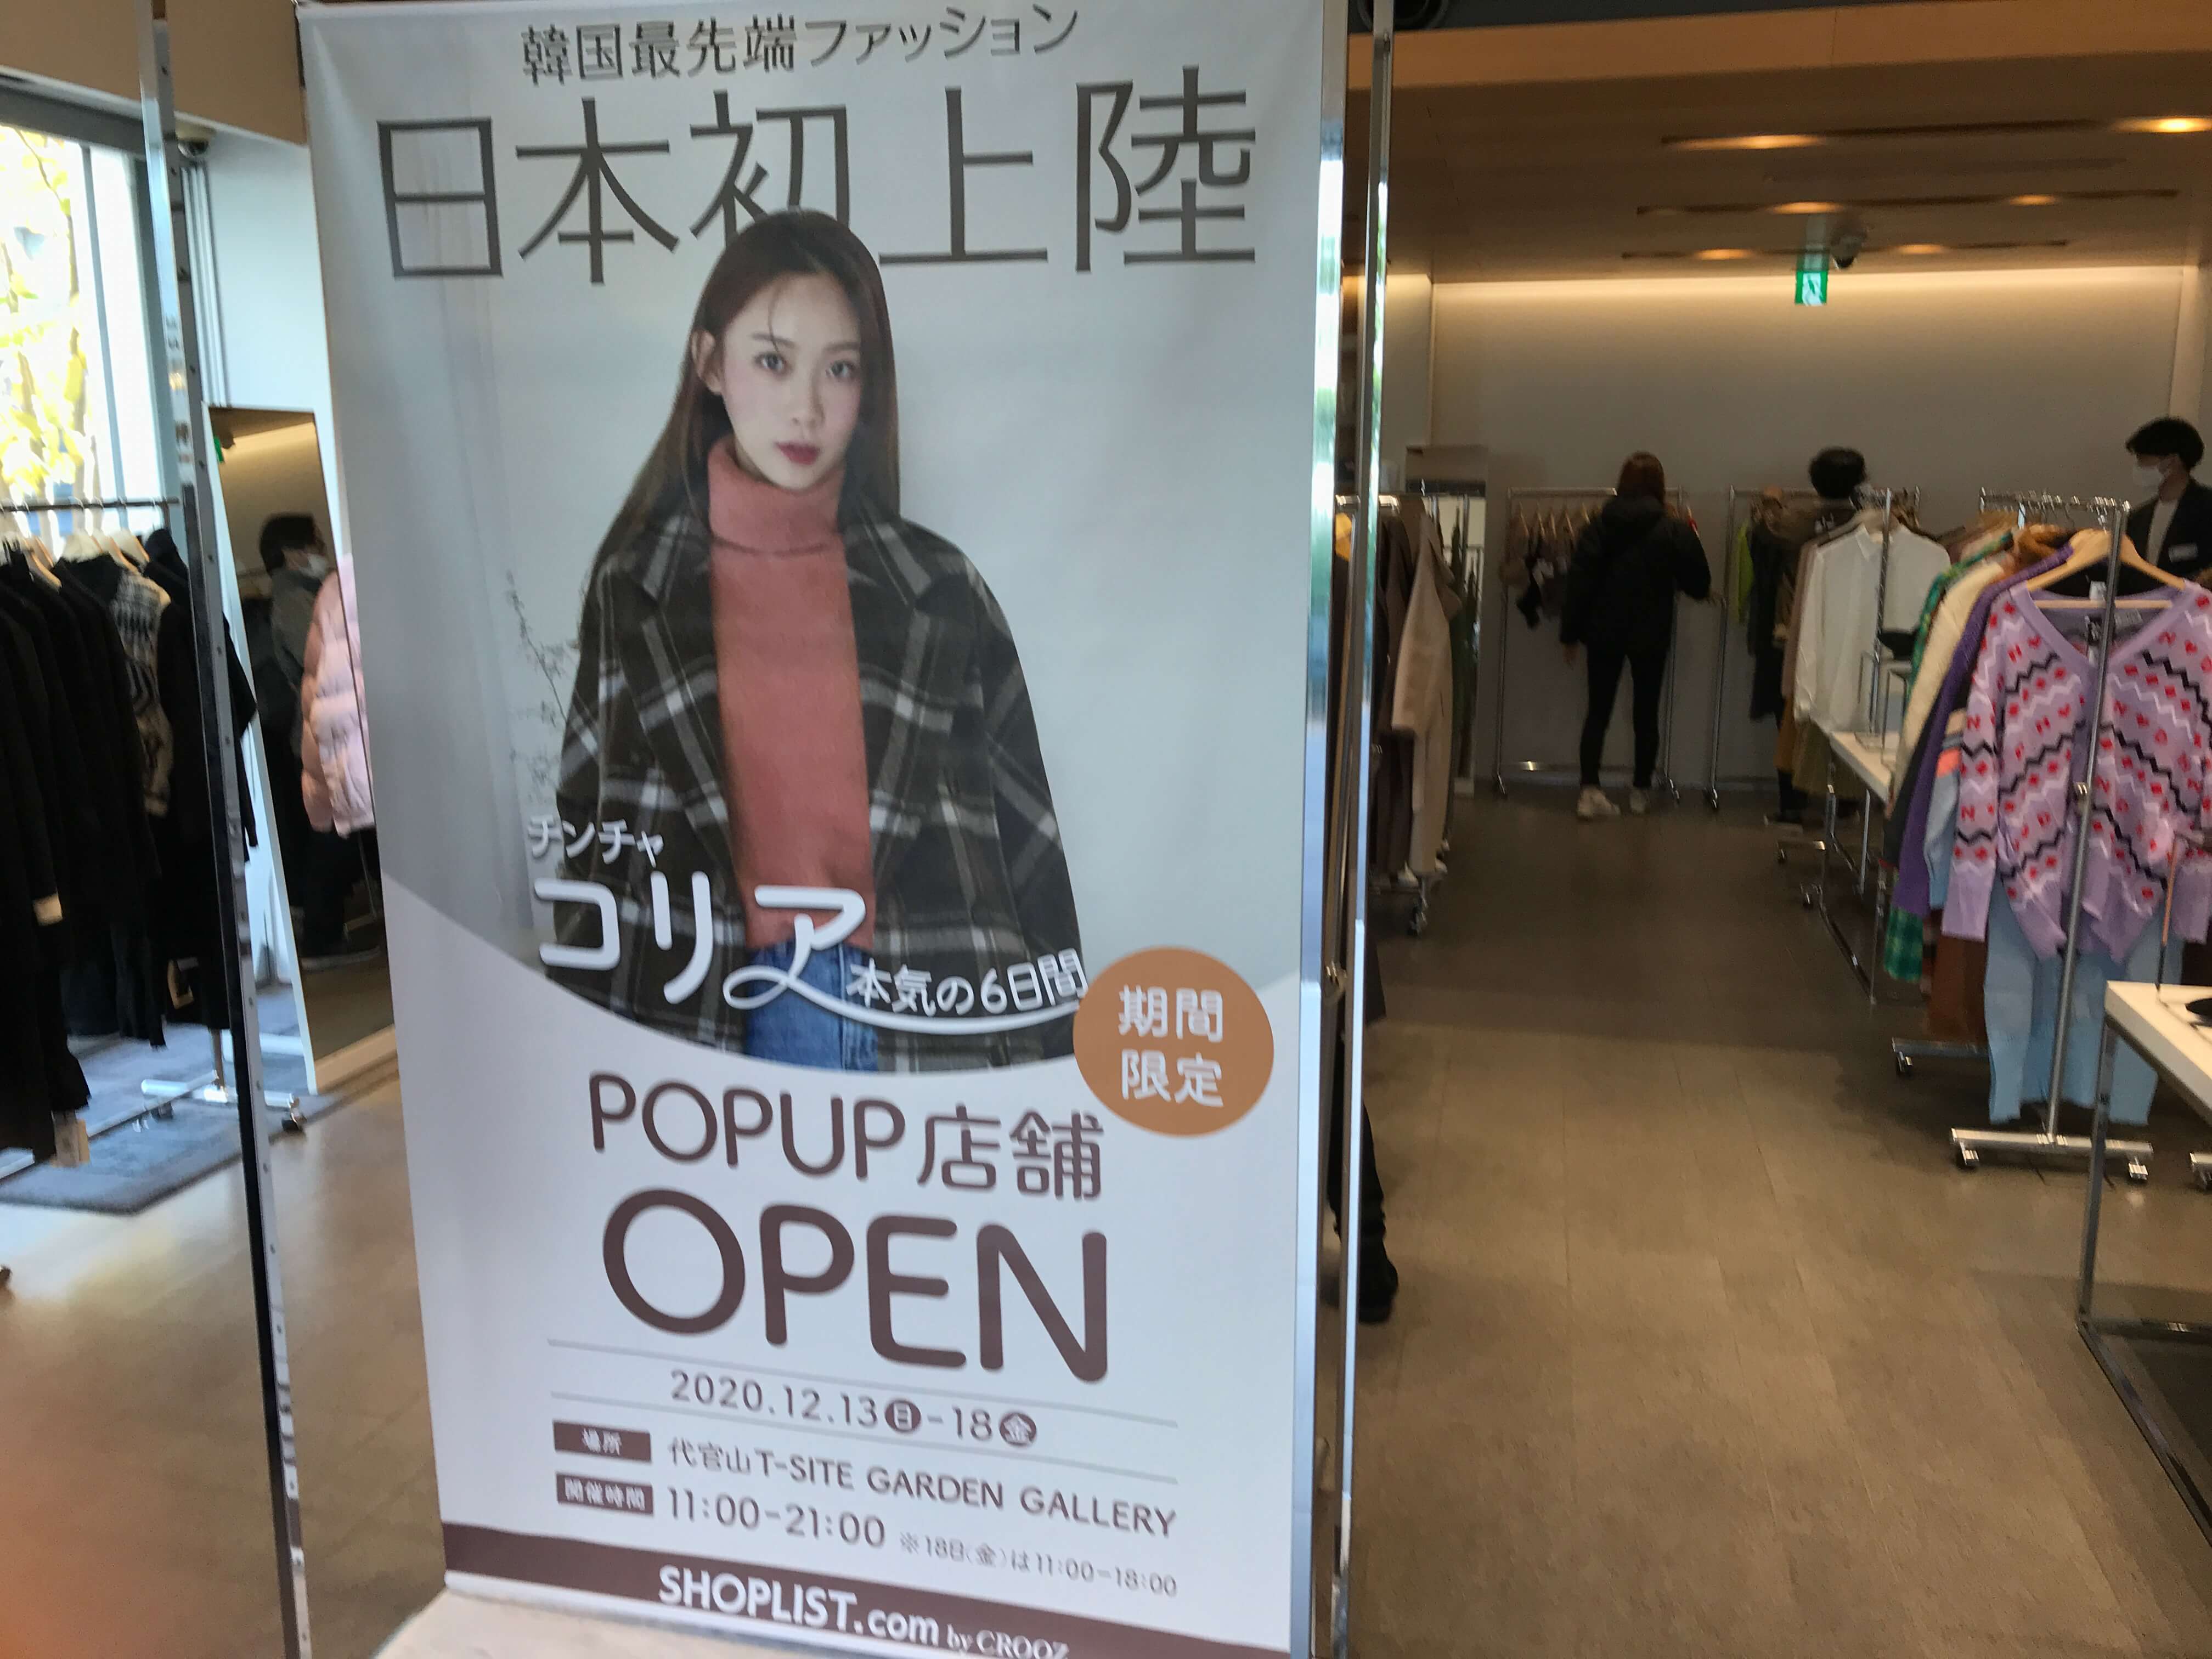 韓国最先端ファッション
日本初上陸
チンチャ
コリア本気の6日間
期間
限定
POPUP店舗
OPEN
2020.12.13日-18金
場所 代官山T-SITE GARDEN GALLERY
開催時間 11:00-21:00 ※18日(金)は11:00-18:00
SHOPLIST.com by CROOZ